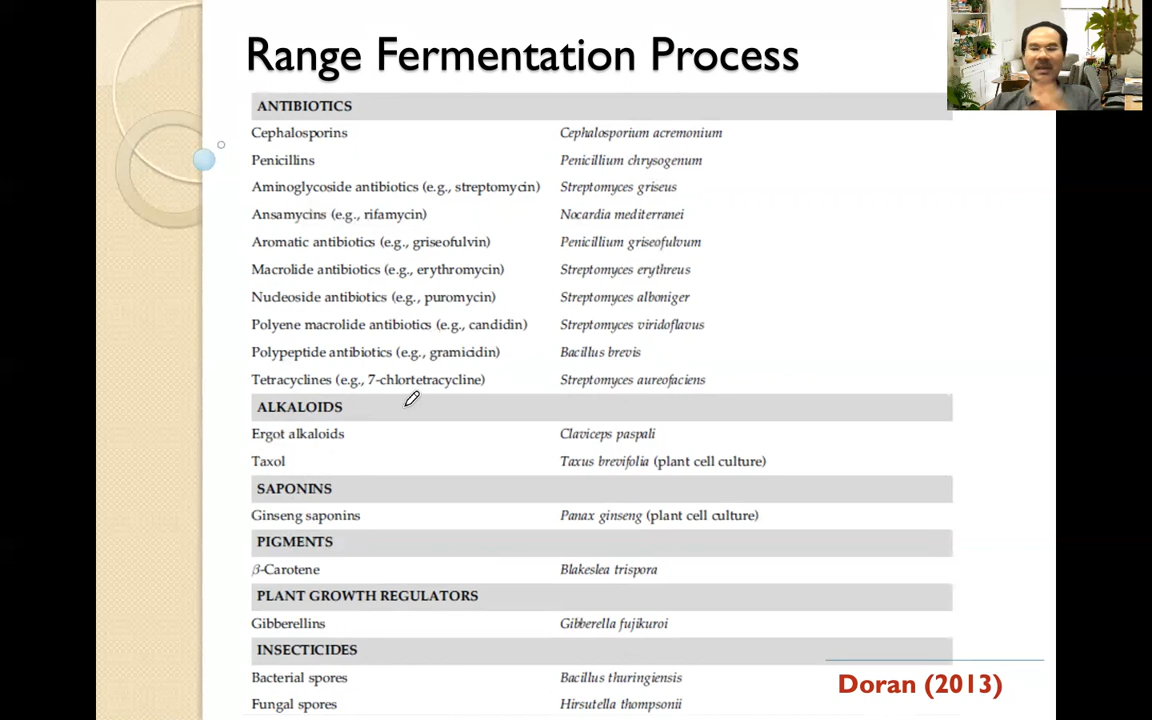 Range Fermentation Process
ANTIBIOTICS
Cephalosporins Cephalosporium acremonium
Penicillins Penicillium chrysogenum
Aminoglycoside antibiotics (e.g., streptomycin) Streptomyces griseus
Ansamycins (e.g., rifamycin) Nocardia mediterranei
Aromatic antibiotics (e.g., griseofulvin) Penicillium griseofulvum
Macrolide antibiotics (e.g., erythromycin) Streptomyces erythreus
Nucleoside antibiotics (e.g., puromycin) Streptomyces alboniger
Polyene macrolide antibiotics (e.g., candidin) Streptomyces viridoflavus
Polypeptide antibiotics (e.g., gramicidin) Bacillus brevis
Tetracyclines (e.g., 7-chlortetracycline) Streptomyces aureofaciens
ALKALOIDS
Ergot alkaloids Claviceps paspali
Taxol Taxus brevifolia (plant cell culture)
SAPONINS
Ginseng saponins Panax ginseng (plant cell culture)
PIGMENTS
β-Carotene Blakeslea trispora
PLANT GROWTH REGULATORS
Gibberellins Gibberella fujikuroi
INSECTICIDES
Bacterial spores Bacillus thuringiensis
Fungal spores Hirsutella thompsonii
Doran (2013)